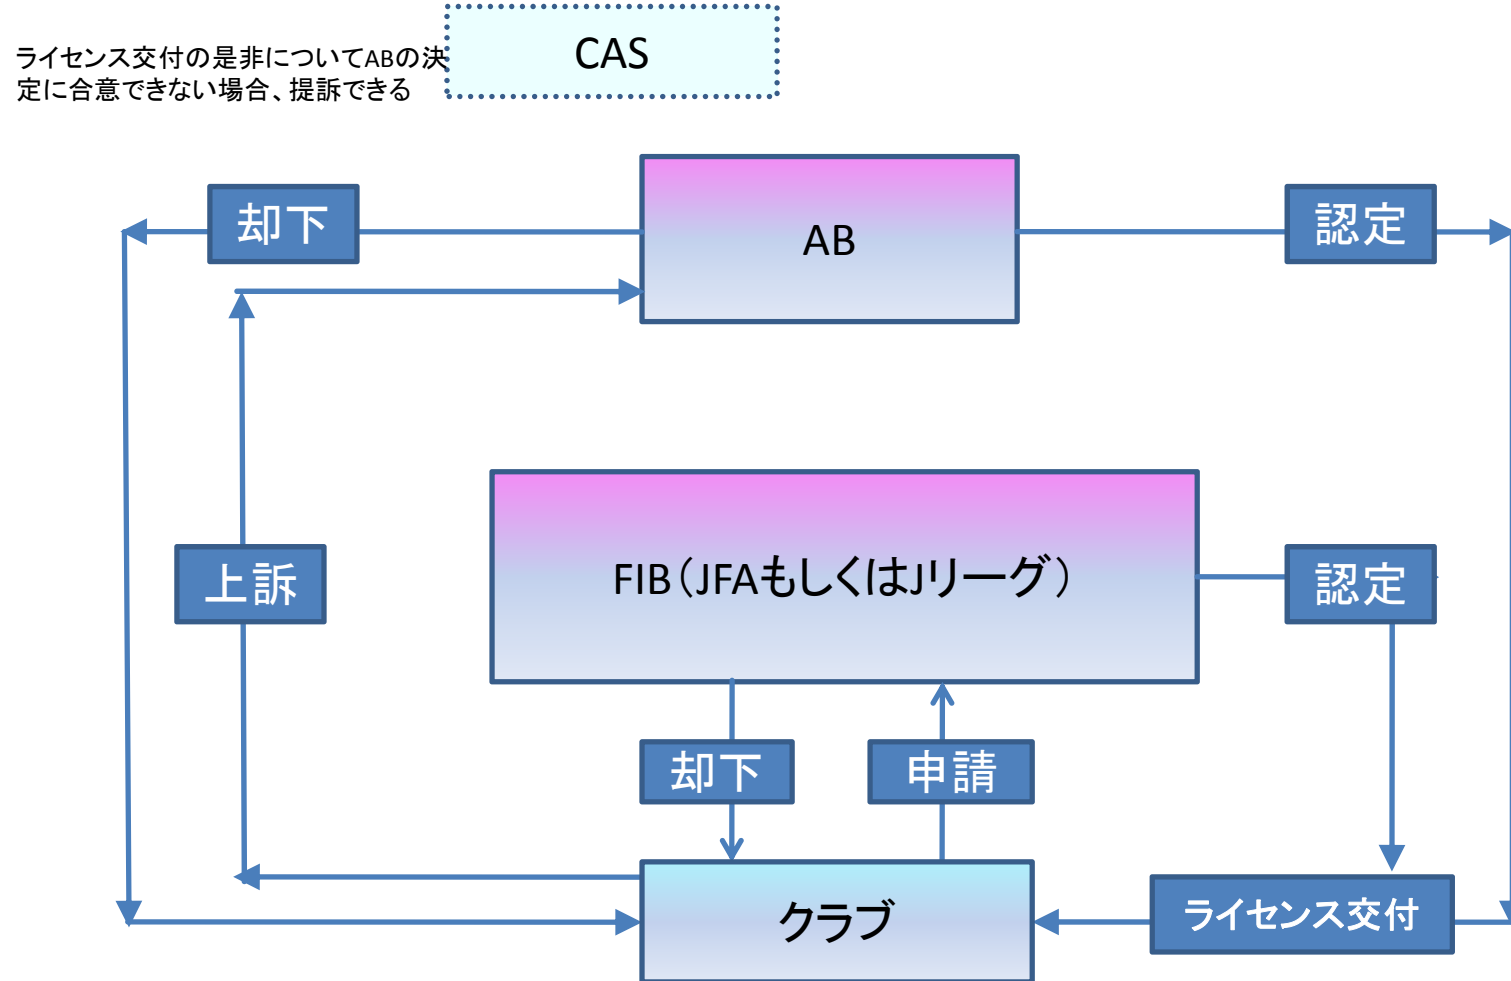 CAS
ライセンス交付の是非についてABの決
定に合意できない場合、提訴できる
却下
AB
認定
上訴
FIB（JFAもしくはJリーグ）
認定
却下
申請
クラブ
ライセンス交付